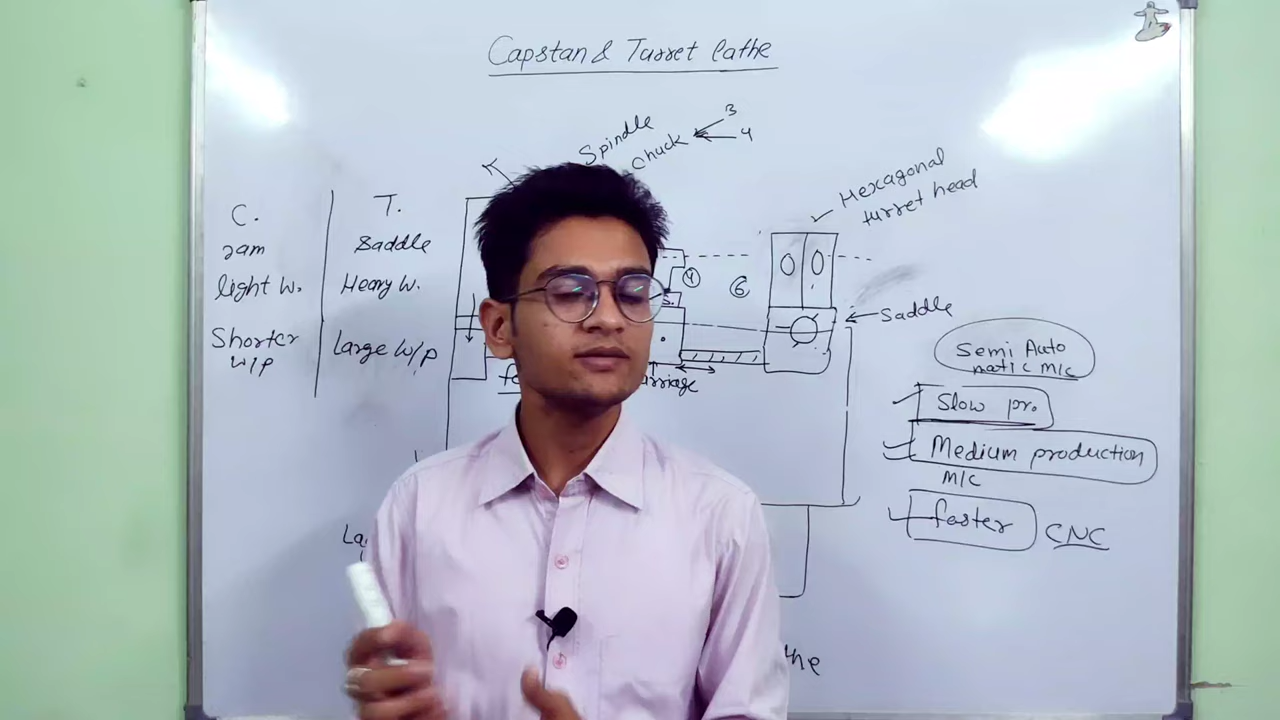 Capstan & Turret lathe
Spindle
Chuck
3
4
Hexagonal
turret head
C.
T.
ram
Saddle
light W.
Heavy W.
Shorter
W/P
Large W/P
4
6
S.
Saddle
Semi Auto
matic M/C
Slow pr.
Medium production
M/C
faster
CNC